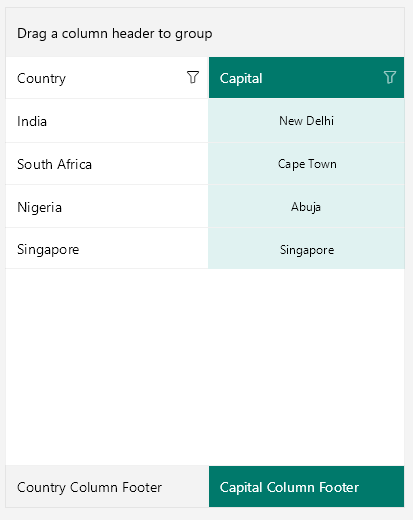 Drag a column header to group
Country Capital
India New Delhi
South Africa Cape Town
Nigeria Abuja
Singapore Singapore
Country Column Footer Capital Column Footer